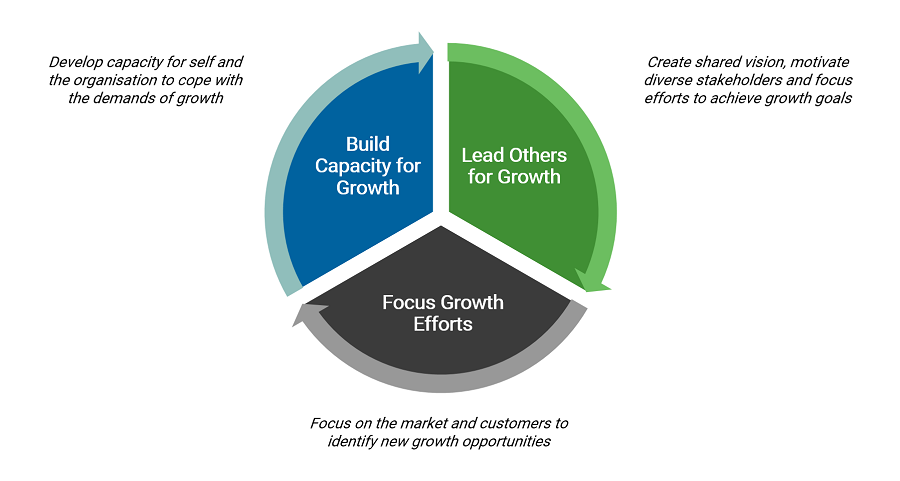 Develop capacity for self and
the organisation to cope with
the demands of growth
Create shared vision, motivate
diverse stakeholders and focus
efforts to achieve growth goals
Build
Capacity for
Growth
Lead Others
for Growth
Focus Growth
Efforts
Focus on the market and customers to
identify new growth opportunities